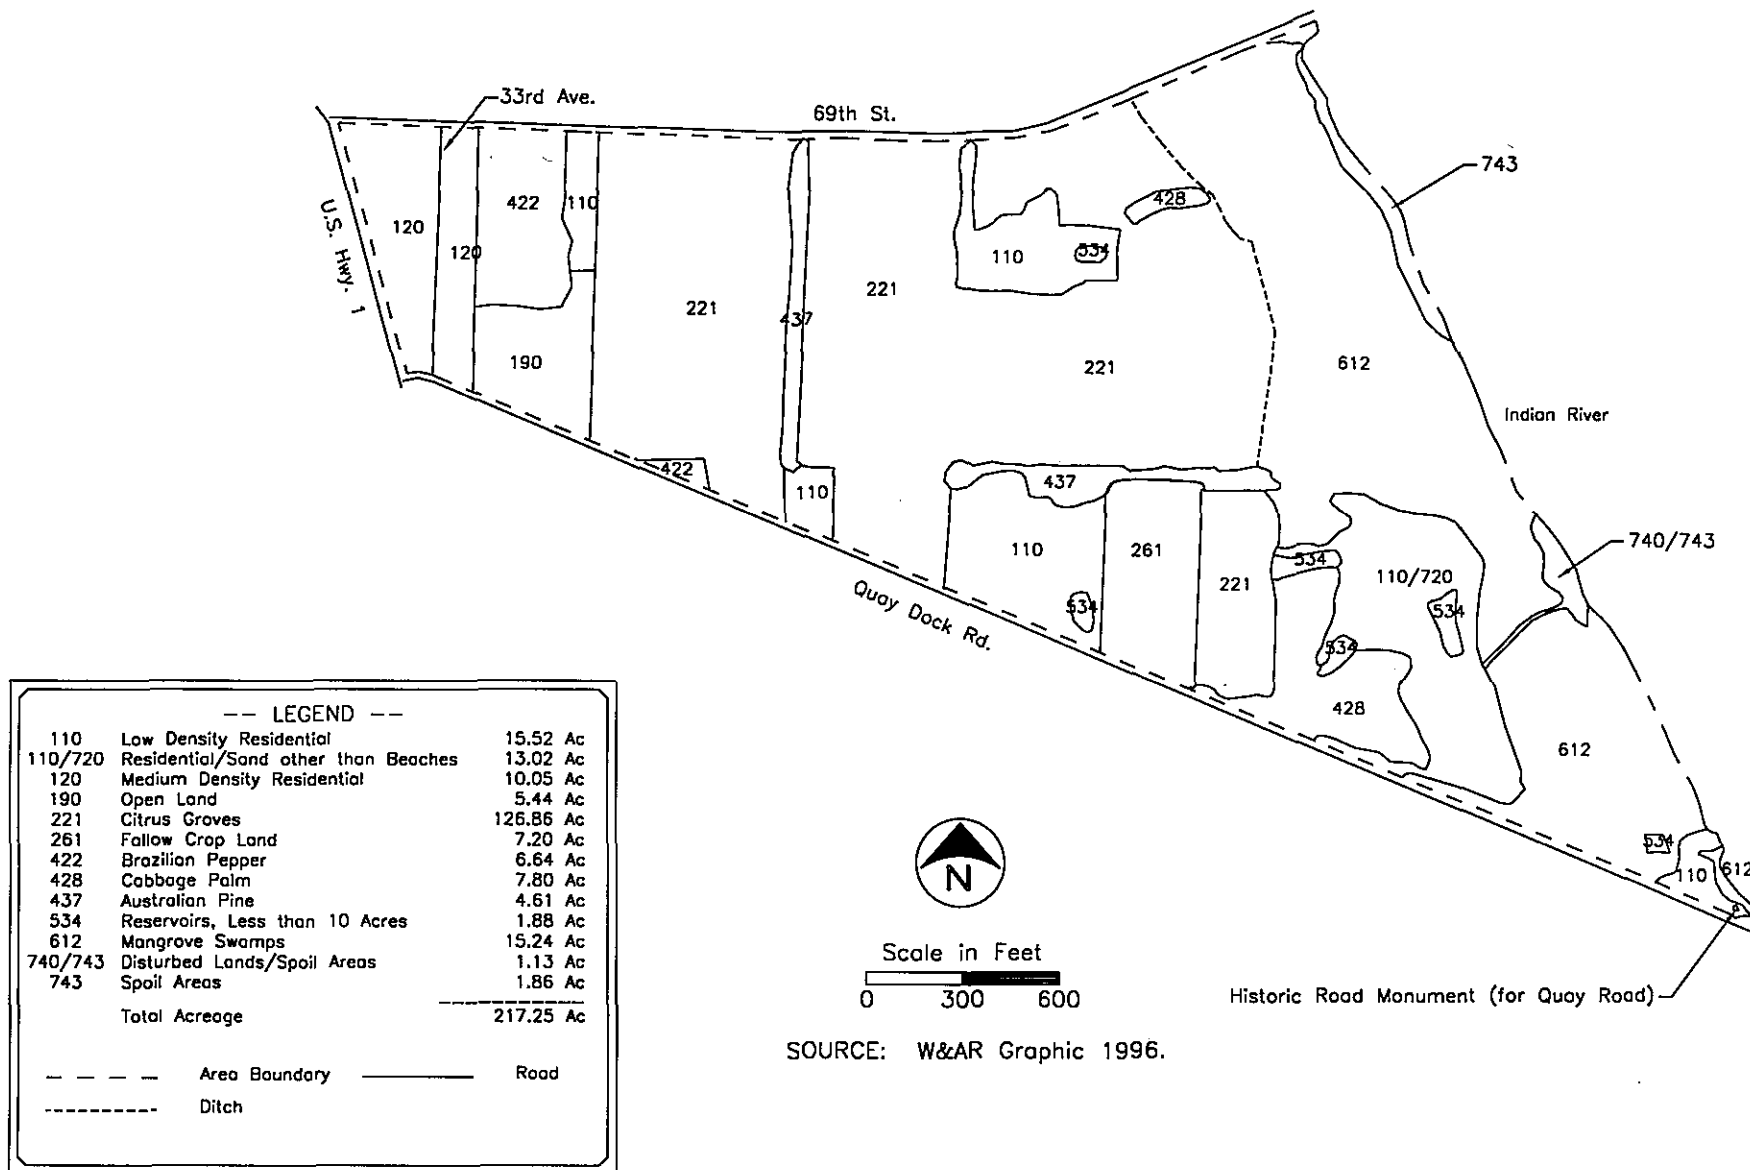 33rd Ave.
69th St.
743
422
110
428
120
U.S. Hwy. 1
120
110
534
221
221
437
190
221
612
Indian River
422
437
110
110
261
534
740/743
221
110/720
534
534
534
Quay Dock Rd.
428
612
534
110
612
-- LEGEND --
110 Low Density Residential 15.52 Ac
110/720 Residential/Sand other than Beaches 13.02 Ac
120 Medium Density Residential 10.05 Ac
190 Open Land 5.44 Ac
221 Citrus Groves 126.86 Ac
261 Fallow Crop Land 7.20 Ac
422 Brazilian Pepper 6.64 Ac
428 Cabbage Palm 7.80 Ac
437 Australian Pine 4.61 Ac
534 Reservoirs, Less than 10 Acres 1.88 Ac
612 Mangrove Swamps 15.24 Ac
740/743 Disturbed Lands/Spoil Areas 1.13 Ac
743 Spoil Areas 1.86 Ac
Total Acreage 217.25 Ac
Area Boundary Road
Ditch
N
Scale in Feet
0 300 600
Historic Road Monument (for Quay Road)
SOURCE: W&AR Graphic 1996.